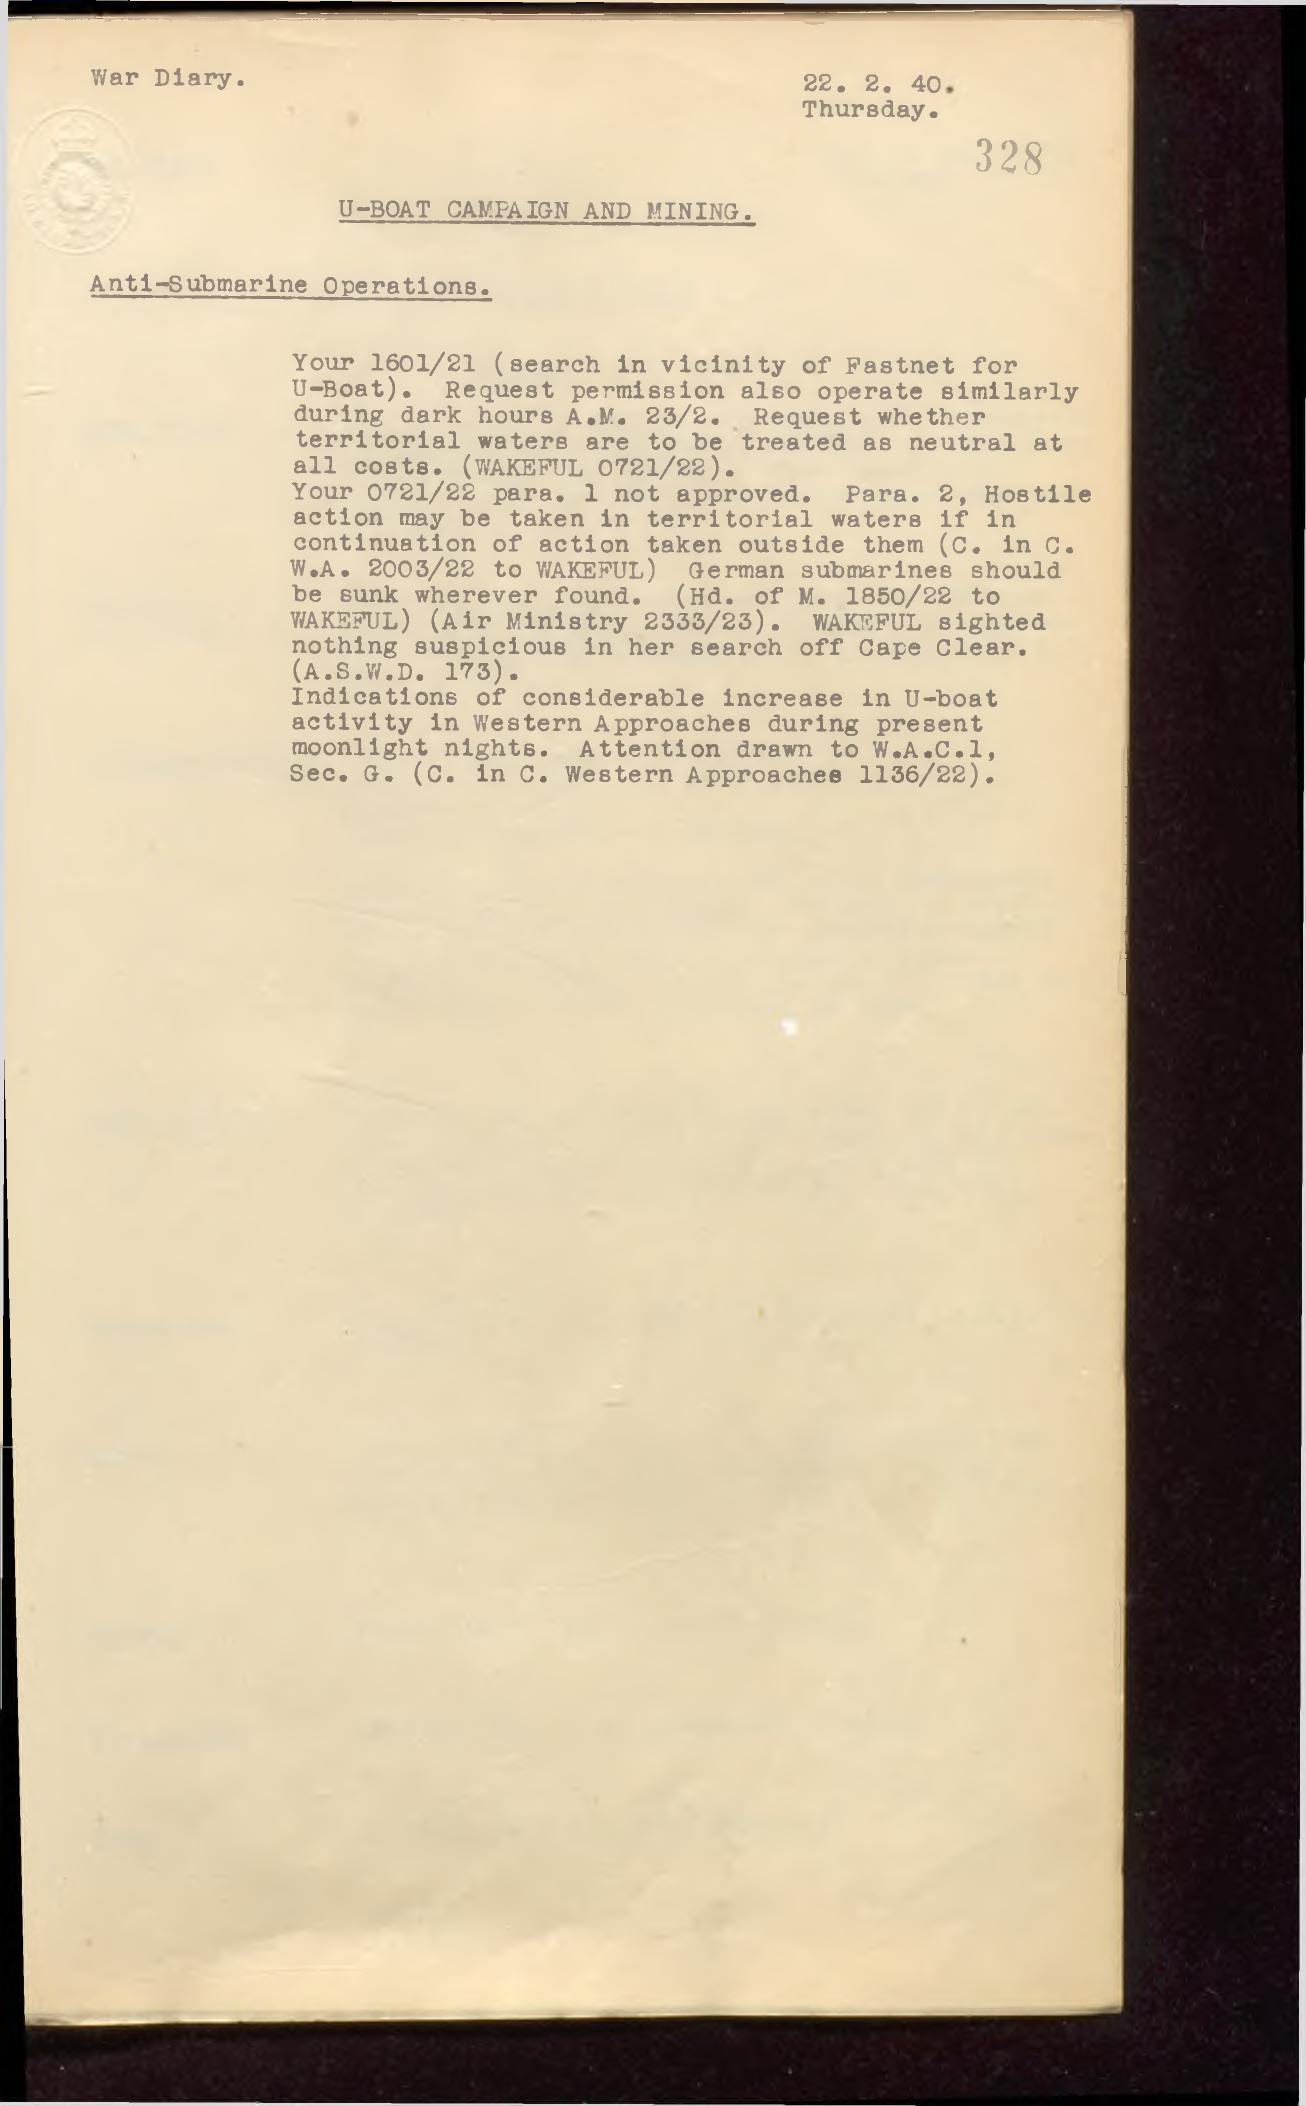 War Diary.
22. 2. 40.
Thursday.
328
U-BOAT CAMPAIGN AND MINING.
Anti-Submarine Operations.
Your 1601/21 (search in vicinity of Fastnet for
U-Boat). Request permission also operate similarly
during dark hours A.M. 23/2. Request whether
territorial waters are to be treated as neutral at
all costs. (WAKEFUL 0721/22).
Your 0721/22 para. 1 not approved. Para. 2, Hostile
action may be taken in territorial waters if in
continuation of action taken outside them (C. in C.
W.A. 2003/22 to WAKEFUL) German submarines should
be sunk wherever found. (Hd. of M. 1850/22 to
WAKEFUL) (Air Ministry 2333/23). WAKEFUL sighted
nothing suspicious in her search off Cape Clear.
(A.S.W.D. 173).
Indications of considerable increase in U-boat
activity in Western Approaches during present
moonlight nights. Attention drawn to W.A.C.1,
Sec. G. (C. in C. Western Approaches 1136/22).